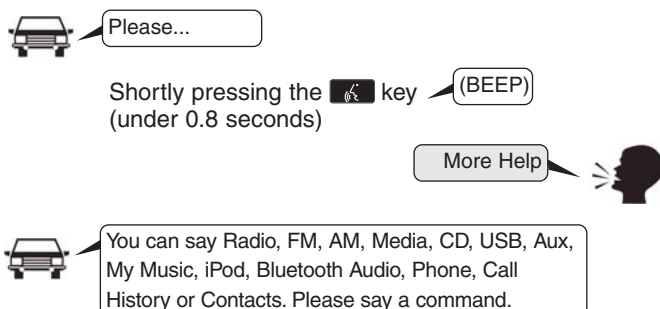 Please...
Shortly pressing the key
(BEEP)
(under 0.8 seconds)
More Help
You can say Radio, FM, AM, Media, CD, USB, Aux,
My Music, iPod, Bluetooth Audio, Phone, Call
History or Contacts. Please say a command.